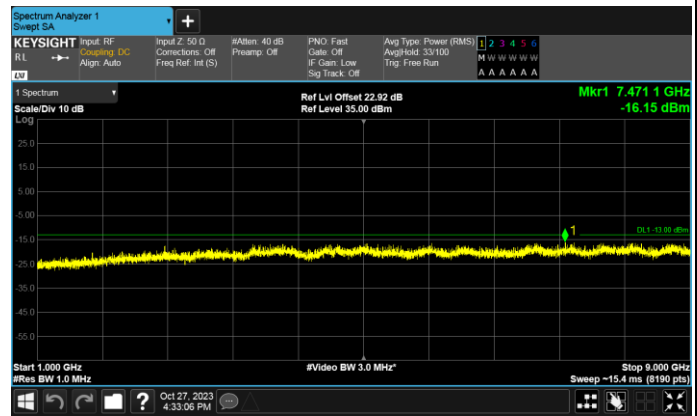 Spectrum Analyzer 1
Swept SA
KEYSIGHT
RL
Input: RF
Coupling: DC
Align: Auto
Input Z: 50 Ω
Corrections: Off
Freq Ref: Int (S)
#Atten: 40 dB
Preamp: Off
PNO: Fast
Gate: Off
IF Gain: Low
Sig Track: Off
Avg Type: Power (RMS)
Avg|Hold: 33/100
Trig: Free Run
1 2 3 4 5 6
M W W W W W
A A A A A A
LXI
1 Spectrum
Scale/Div 10 dB
Log
Ref Lvl Offset 22.92 dB
Ref Level 35.00 dBm
Mkr1 7.471 1 GHz
-16.15 dBm
25.0
15.0
5.00
-5.00
-15.0
-25.0
-35.0
-45.0
-55.0
1
DL1 -13.00 dBm
Start 1.000 GHz
#Res BW 1.0 MHz
#Video BW 3.0 MHz*
Stop 9.000 GHz
Sweep ~15.4 ms (8190 pts)
?
Oct 27, 2023
4:33:06 PM